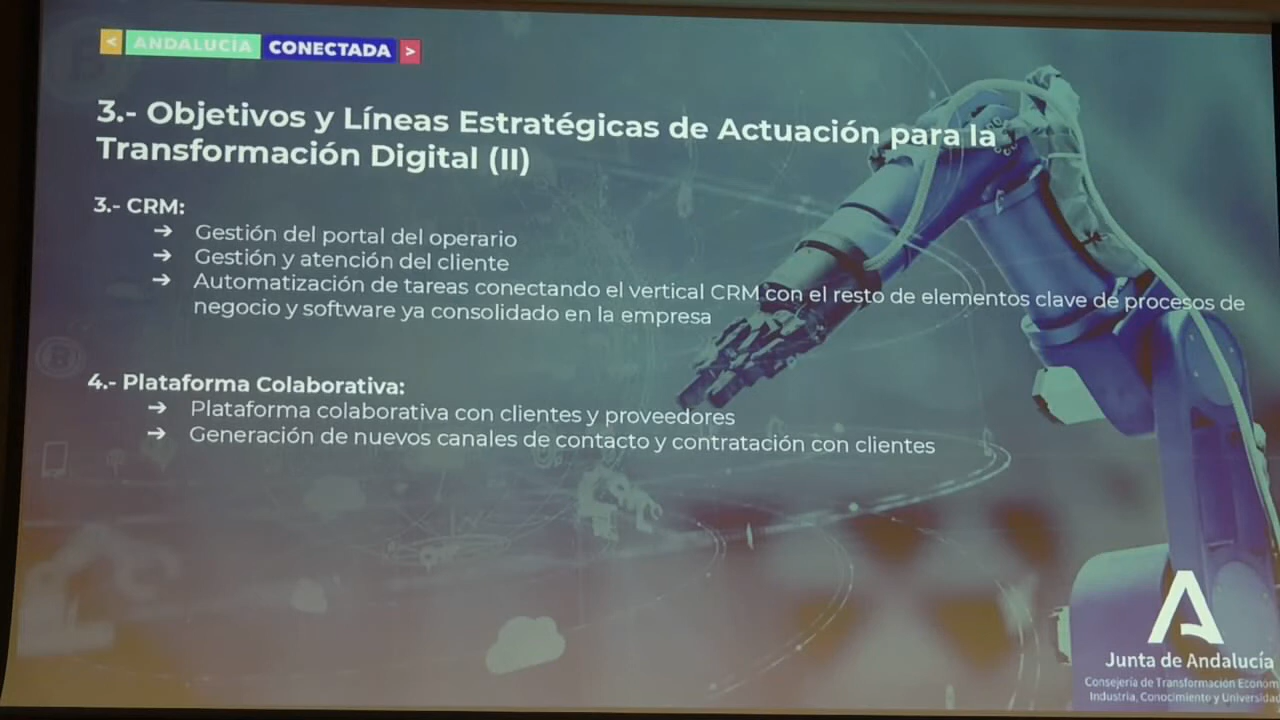 < ANDALUCÍA CONECTADA >
3.- Objetivos y Líneas Estratégicas de Actuación para la
Transformación Digital (II)
3.- CRM:
➔ Gestión del portal del operario
➔ Gestión y atención del cliente
➔ Automatización de tareas conectando el vertical CRM con el resto de elementos clave de procesos de
negocio y software ya consolidado en la empresa
4.- Plataforma Colaborativa:
➔ Plataforma colaborativa con clientes y proveedores
➔ Generación de nuevos canales de contacto y contratación con clientes
Junta de Andalucía
Consejería de Transformación Económ
Industria, Conocimiento y Universidad